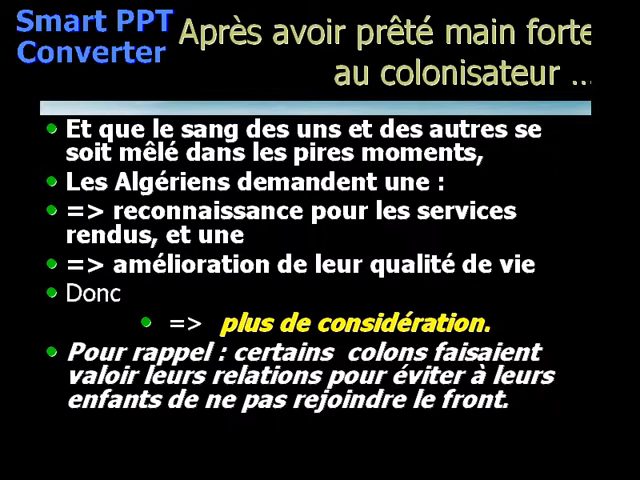 Smart PPT
Converter
Après avoir prêté main forte
au colonisateur ...
Et que le sang des uns et des autres se
soit mêlé dans les pires moments,
Les Algériens demandent une :
=> reconnaissance pour les services
rendus, et une
=> amélioration de leur qualité de vie
Donc
=> plus de considération.
Pour rappel : certains colons faisaient
valoir leurs relations pour éviter à leurs
enfants de ne pas rejoindre le front.